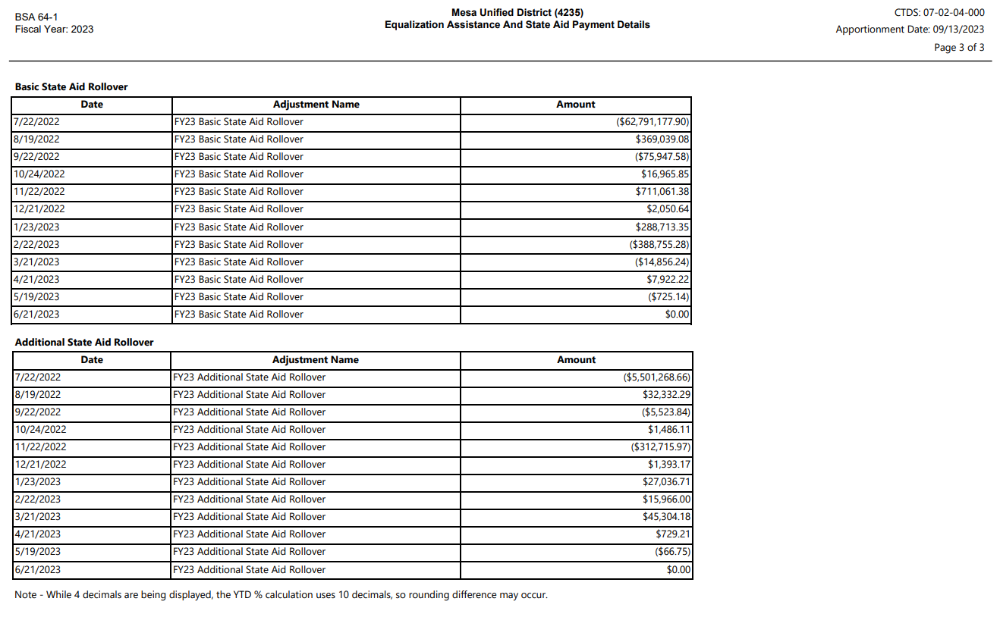 BSA 64-1
Fiscal Year: 2023
Mesa Unified District (4235)
Equalization Assistance And State Aid Payment Details
CTDS: 07-02-04-000
Apportionment Date: 09/13/2023
Page 3 of 3
Basic State Aid Rollover
Date Adjustment Name Amount
7/22/2022 FY23 Basic State Aid Rollover ($62,791,177.90)
8/19/2022 FY23 Basic State Aid Rollover $369,039.08
9/22/2022 FY23 Basic State Aid Rollover ($75,947.58)
10/24/2022 FY23 Basic State Aid Rollover $16,965.85
11/22/2022 FY23 Basic State Aid Rollover $711,061.38
12/21/2022 FY23 Basic State Aid Rollover $2,050.64
1/23/2023 FY23 Basic State Aid Rollover $288,713.35
2/22/2023 FY23 Basic State Aid Rollover ($388,755.28)
3/21/2023 FY23 Basic State Aid Rollover ($14,856.24)
4/21/2023 FY23 Basic State Aid Rollover $7,922.22
5/19/2023 FY23 Basic State Aid Rollover ($725.14)
6/21/2023 FY23 Basic State Aid Rollover $0.00
Additional State Aid Rollover
Date Adjustment Name Amount
7/22/2022 FY23 Additional State Aid Rollover ($5,501,268.66)
8/19/2022 FY23 Additional State Aid Rollover $32,332.29
9/22/2022 FY23 Additional State Aid Rollover ($5,523.84)
10/24/2022 FY23 Additional State Aid Rollover $1,486.11
11/22/2022 FY23 Additional State Aid Rollover ($312,715.97)
12/21/2022 FY23 Additional State Aid Rollover $1,393.17
1/23/2023 FY23 Additional State Aid Rollover $27,036.71
2/22/2023 FY23 Additional State Aid Rollover $15,966.00
3/21/2023 FY23 Additional State Aid Rollover $45,304.18
4/21/2023 FY23 Additional State Aid Rollover $729.21
5/19/2023 FY23 Additional State Aid Rollover ($66.75)
6/21/2023 FY23 Additional State Aid Rollover $0.00
Note - While 4 decimals are being displayed, the YTD % calculation uses 10 decimals, so rounding difference may occur.